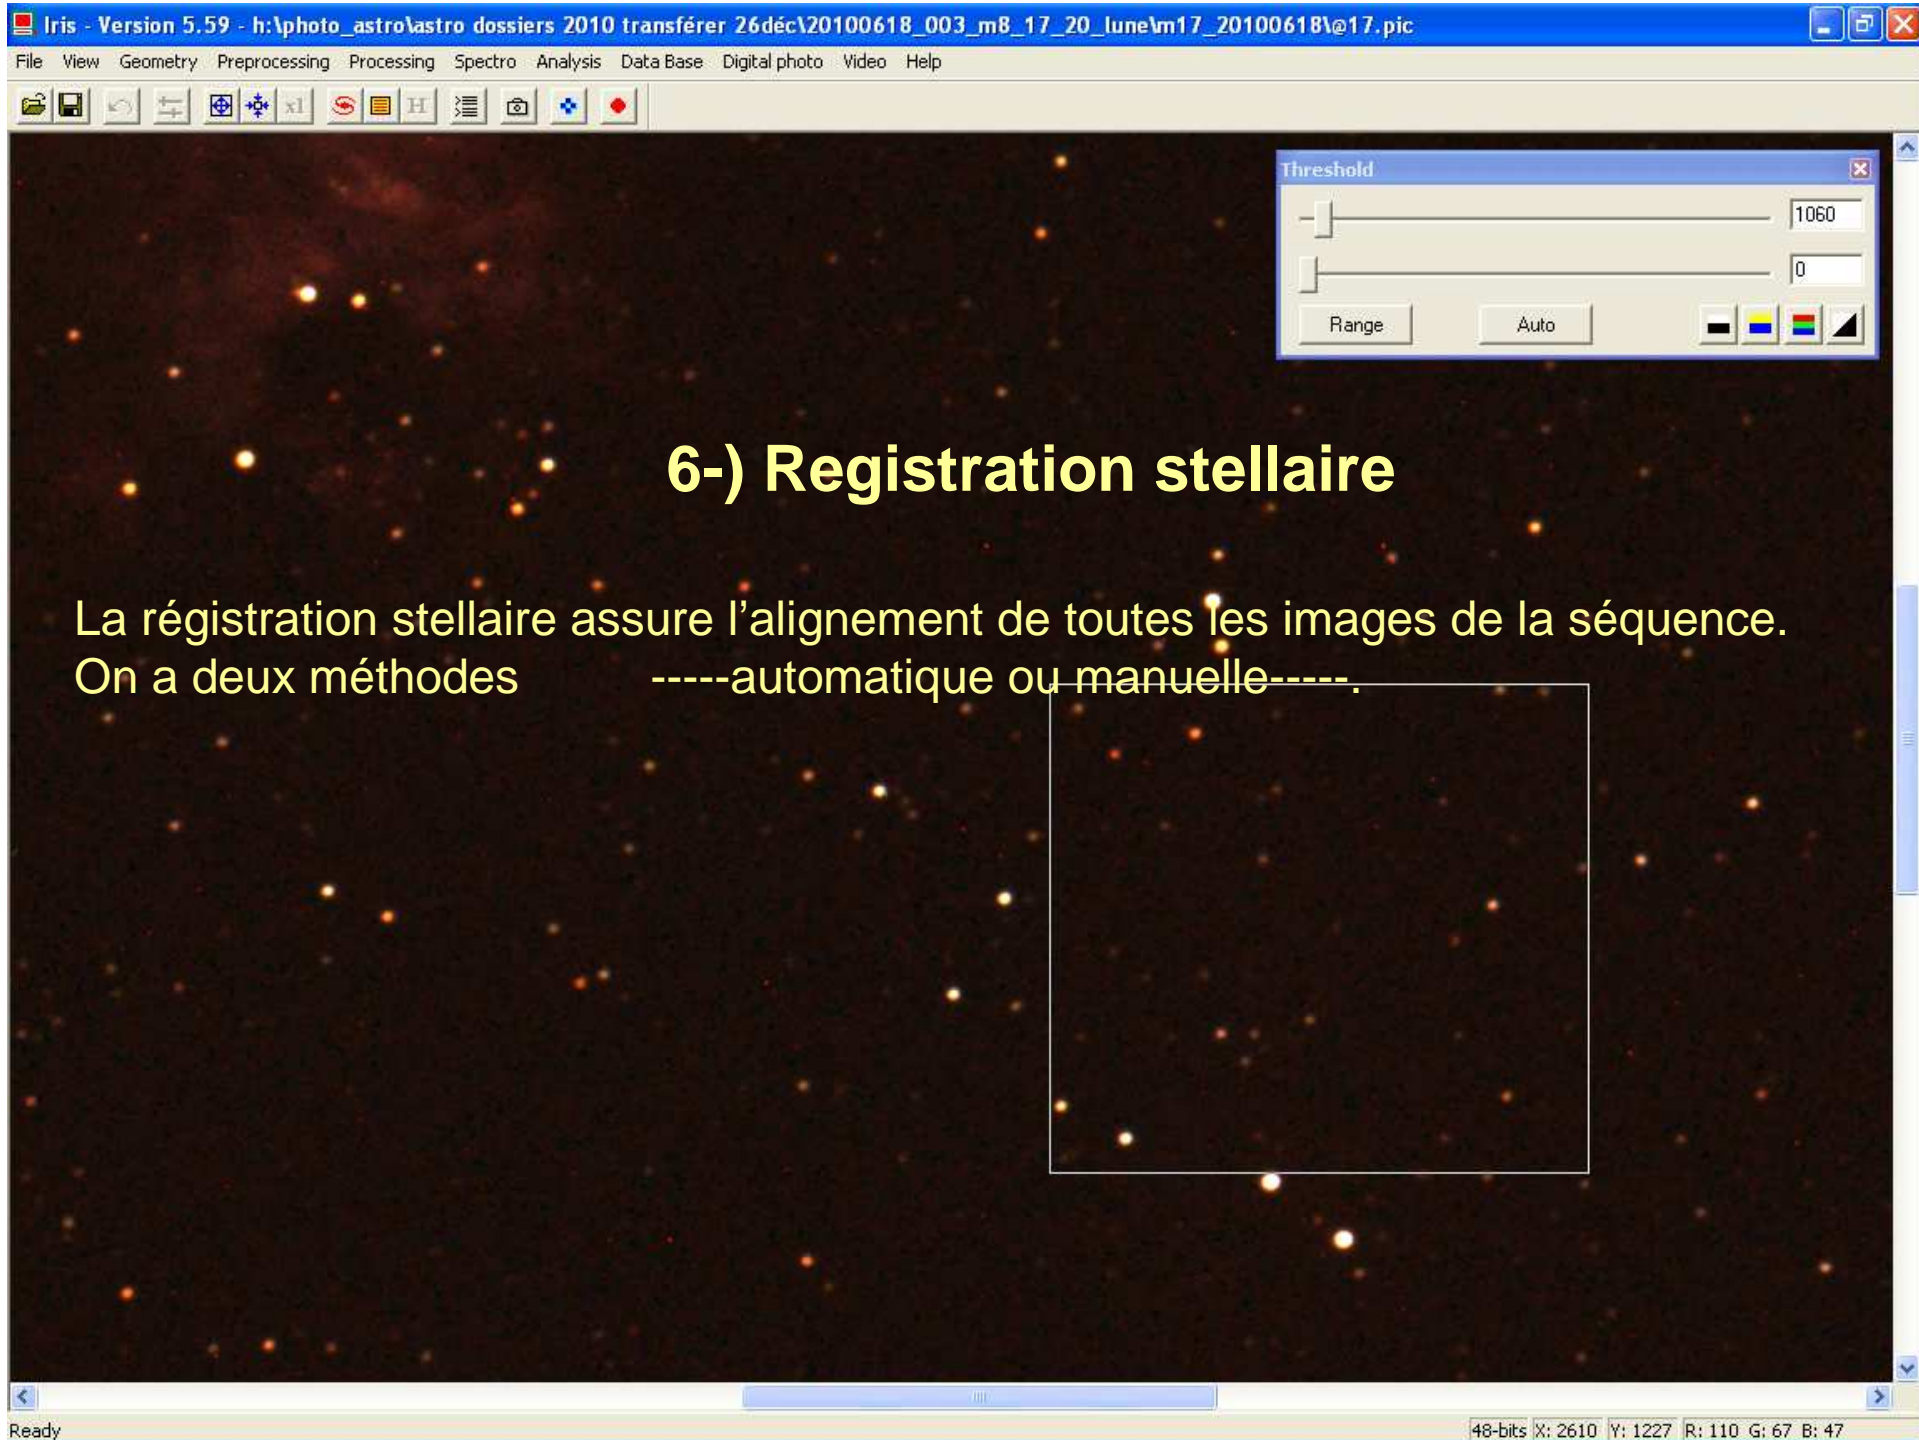 Iris - Version 5.59 - h:\photo_astro\astro dossiers 2010 transférer 26déc\20100618_003_m8_17_20_lune\m17_20100618\@17.pic
File View Geometry Preprocessing Processing Spectro Analysis Data Base Digital photo Video Help
x1 H
Threshold
1060
0
Range Auto
6-) Registration stellaire
La régistration stellaire assure l’alignement de toutes les images de la séquence.
On a deux méthodes -----automatique ou manuelle-----.
Ready 48-bits X: 2610 Y: 1227 R: 110 G: 67 B: 47